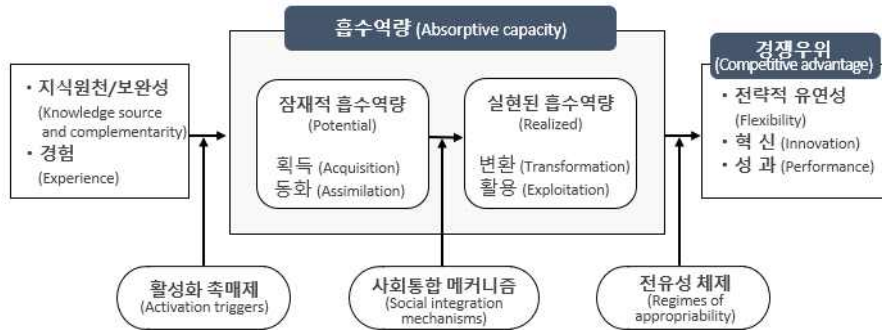 흡수역량 (Absorptive capacity)
경쟁우위
(Competitive advantage)
• 지식원천/보완성
(Knowledge source
and complementarity)
• 경험
(Experience)
잠재적 흡수역량
(Potential)
획득 (Acquisition)
동화 (Assimilation)
실현된 흡수역량
(Realized)
변환 (Transformation)
활용 (Exploitation)
• 전략적 유연성
(Flexibility)
• 혁 신 (Innovation)
• 성 과 (Performance)
활성화 촉매제
(Activation triggers)
사회통합 메커니즘
(Social integration
mechanisms)
전유성 체제
(Regimes of
appropriability)